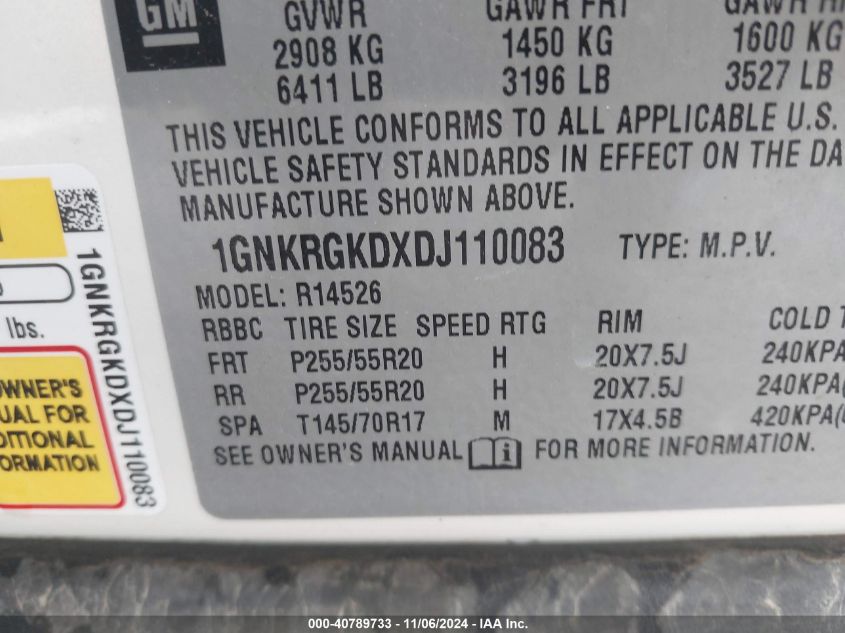 GM
GVWR GAWR FRT GAWR
2908 KG 1450 KG 1600 KG
6411 LB 3196 LB 3527 LB
THIS VEHICLE CONFORMS TO ALL APPLICABLE U.S.
VEHICLE SAFETY STANDARDS IN EFFECT ON THE DA
MANUFACTURE SHOWN ABOVE.
1GNKRGKDXDJ110083 TYPE: M.P.V.
MODEL: R14526
RBBC TIRE SIZE SPEED RTG RIM COLD T
FRT P255/55R20 H 20X7.5J 240KPA(
RR P255/55R20 H 20X7.5J 240KPA(
SPA T145/70R17 M 17X4.5B 420KPA(
SEE OWNER'S MANUAL i FOR MORE INFORMATION.
lbs.
OWNER'S
UAL FOR
DITIONAL
ORMATION
1GNKRGKDXDJ110083
000-40789733 - 11/06/2024 - IAA Inc.